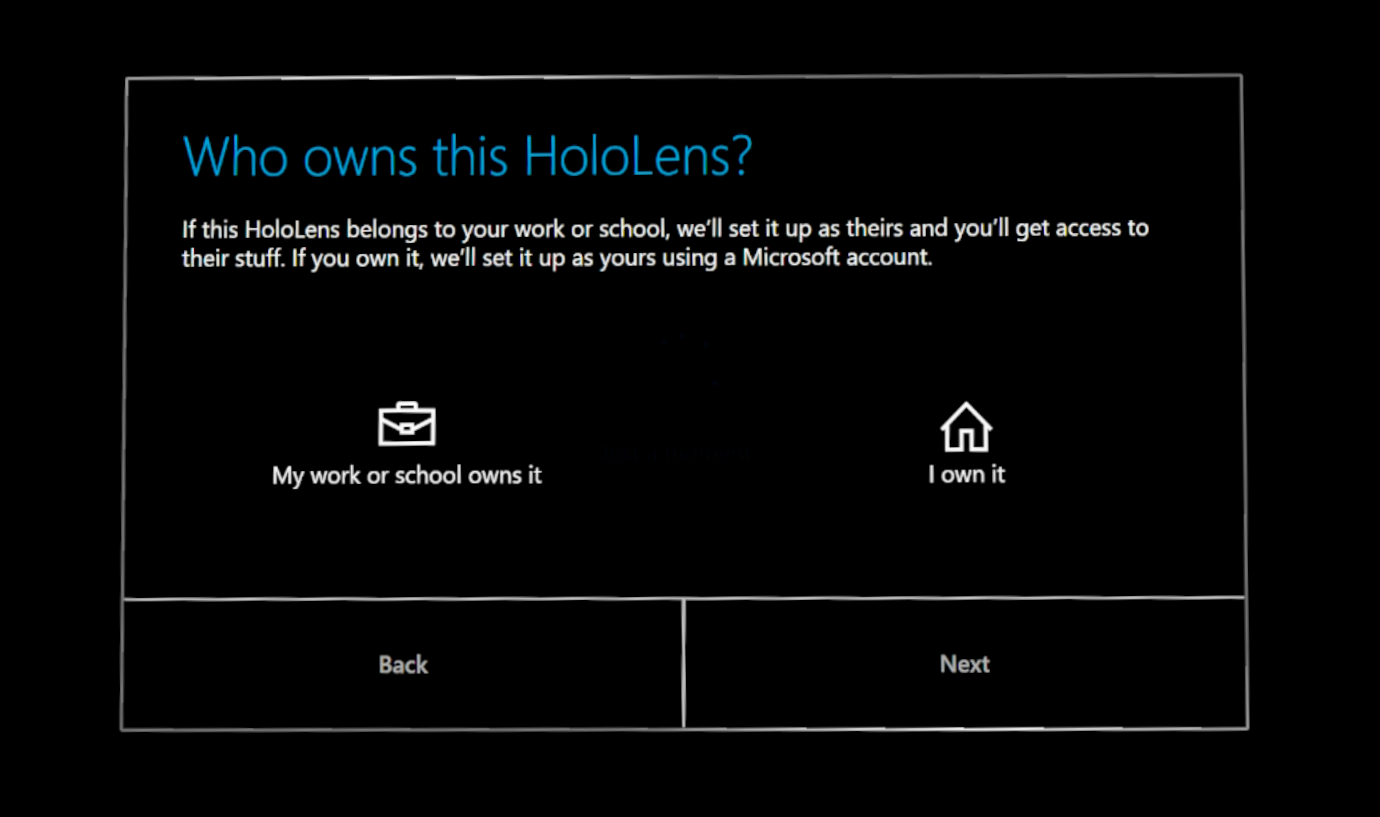 Who owns this HoloLens?
If this HoloLens belongs to your work or school, we'll set it up as theirs and you'll get access to
their stuff. If you own it, we'll set it up as yours using a Microsoft account.
My work or school owns it
I own it
Back
Next